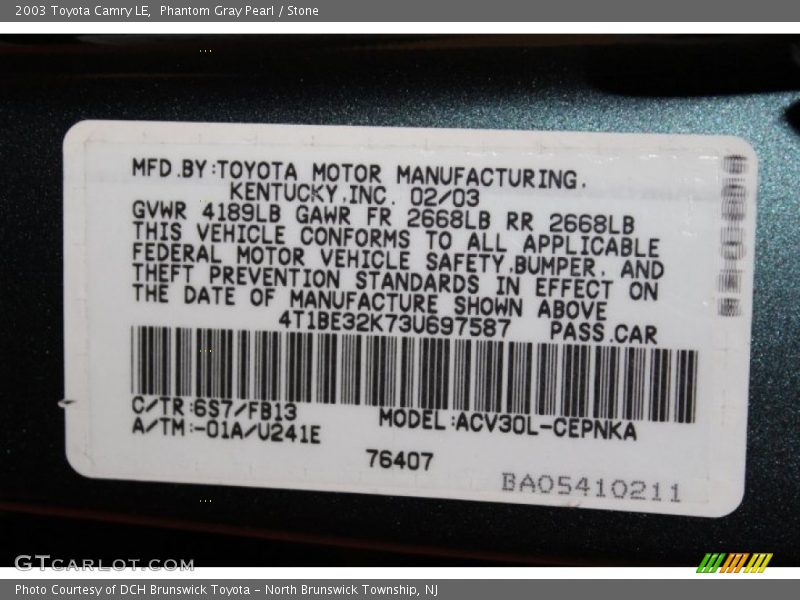 2003 Toyota Camry LE, Phantom Gray Pearl / Stone
MFD.BY:TOYOTA MOTOR MANUFACTURING,
KENTUCKY,INC. 02/03
GVWR 4189LB GAWR FR 2668LB RR 2668LB
THIS VEHICLE CONFORMS TO ALL APPLICABLE
FEDERAL MOTOR VEHICLE SAFETY,BUMPER, AND
THEFT PREVENTION STANDARDS IN EFFECT ON
THE DATE OF MANUFACTURE SHOWN ABOVE
4T1BE32K73U697587 PASS.CAR
C/TR:6S7/FB13
MODEL:ACV30L-CEPNKA
A/TM:-01A/U241E
76407
BA05410211
GTCARLOT.COM
Photo Courtesy of DCH Brunswick Toyota - North Brunswick Township, NJ